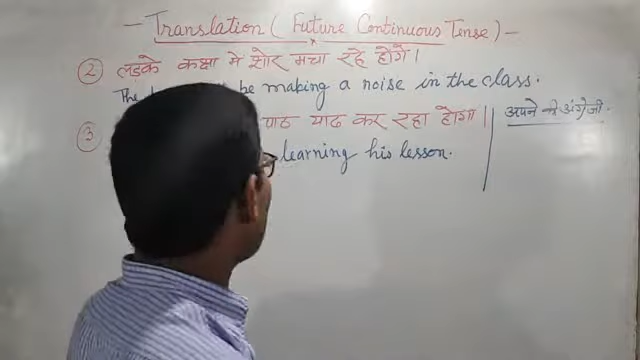 - Translation ( Future Continuous Tense) -
② लड़के कक्षा मे शोर मचा रहे होंगे।
The be making a noise in the class.
③ पाठ याद कर रहा होगा।
learning his lesson.
अपने की अंग्रेजी.